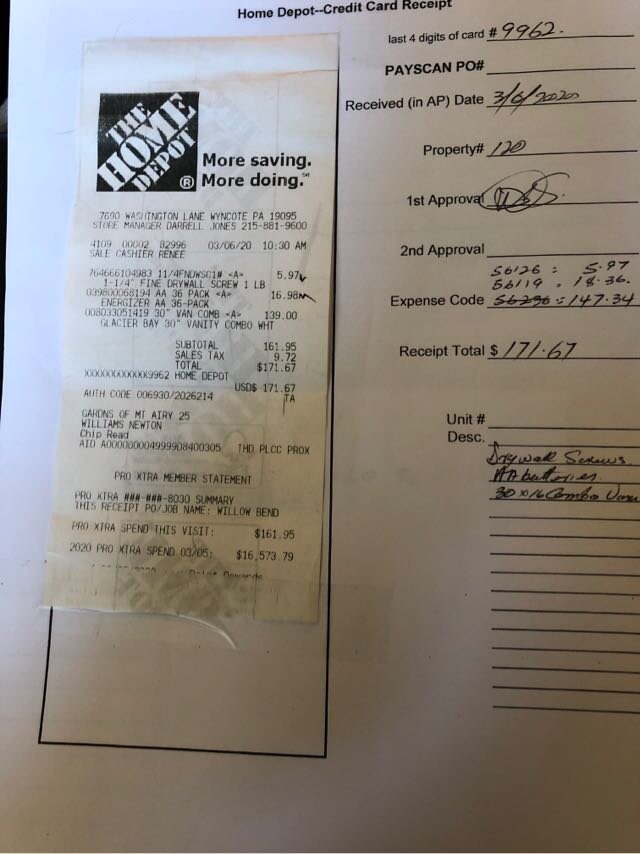 Home Depot--Credit Card Receipt
last 4 digits of card # 9962.
PAYSCAN PO#
Received (in AP) Date 3/6/2020
Property# 120
1st Approval
2nd Approval
56126 : 5.97
56119 . 18.36.
Expense Code 56296 : 147.34
Receipt Total $ 171.67
Unit #
Desc.
Drywall Screws.
AA batteries.
30 x 16 Combo
THE HOME DEPOT ®
More saving.
More doing.℠
7690 WASHINGTON LANE WYNCOTE PA 19095
STORE MANAGER DARRELL JONES 215-881-9600
4109 00002 82996 03/06/20 10:30 AM
SALE CASHIER RENEE
764666104983 11/4FNDWSC1# <A> 5.97
1-1/4" FINE DRYWALL SCREW 1 LB
039800068194 AA 36 PACK <A> 16.98
ENERGIZER AA 36-PACK
008033051419 30" VAN COMB <A> 139.00
GLACIER BAY 30" VANITY COMBO WHT
SUBTOTAL 161.95
SALES TAX 9.72
TOTAL $171.67
XXXXXXXXXXXX9962 HOME DEPOT
USD$ 171.67
AUTH CODE 006930/2026214 TA
GARDNS OF MT AIRY 25
WILLIAMS NEWTON
Chip Read
AID A000000004999908400305 THD PLCC PROX
PRO XTRA MEMBER STATEMENT
PRO XTRA ###-###-8030 SUMMARY
THIS RECEIPT PO/JOB NAME: WILLOW BEND
PRO XTRA SPEND THIS VISIT: $161.95
2020 PRO XTRA SPEND 03/05: $16,573.79